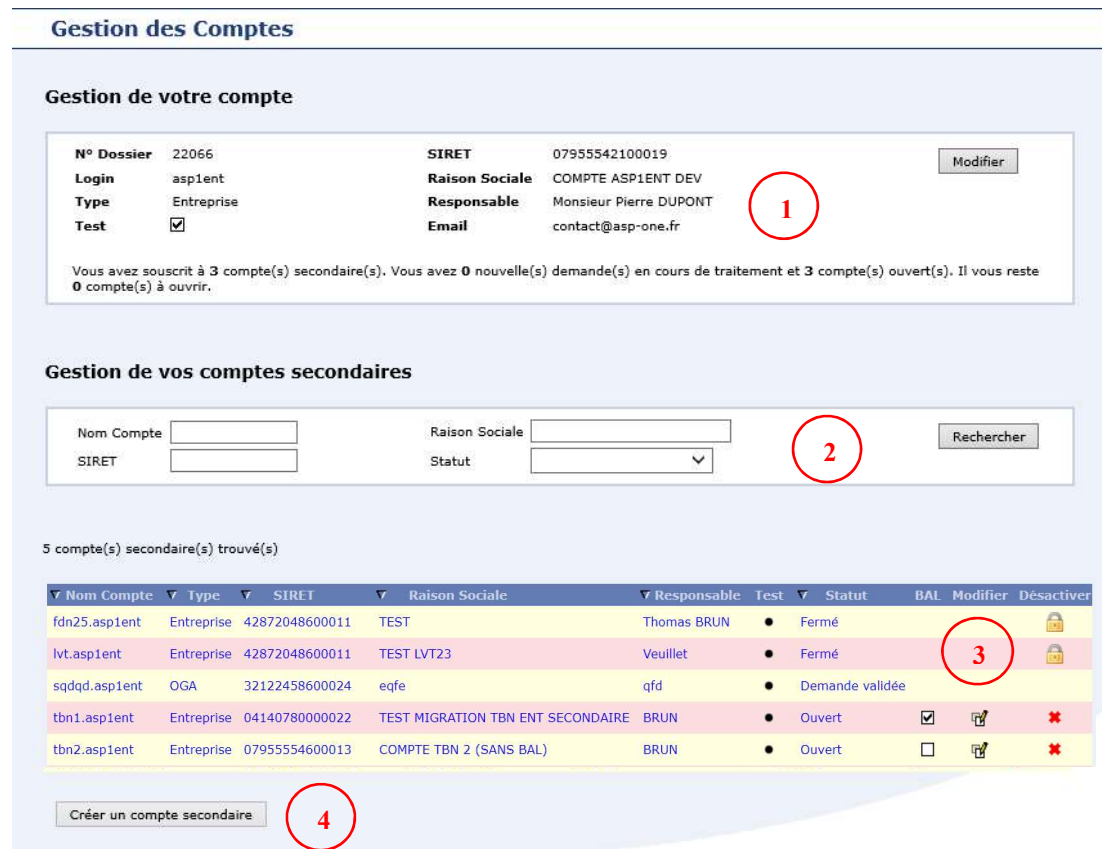 Gestion des Comptes
Gestion de votre compte
N° Dossier 22066 SIRET 07955542100019 Modifier
Login asp1ent Raison Sociale COMPTE ASP1ENT DEV
Type Entreprise Responsable Monsieur Pierre DUPONT 1
Test Email contact@asp-one.fr
Vous avez souscrit à 3 compte(s) secondaire(s). Vous avez 0 nouvelle(s) demande(s) en cours de traitement et 3 compte(s) ouvert(s). Il vous reste
0 compte(s) à ouvrir.
Gestion de vos comptes secondaires
Nom Compte Raison Sociale Rechercher
SIRET Statut 2
5 compte(s) secondaire(s) trouvé(s)
Nom Compte Type SIRET Raison Sociale Responsable Test Statut BAL Modifier Désactiver
fdn25.asp1ent Entreprise 42872048600011 TEST Thomas BRUN Fermé
lvt.asp1ent Entreprise 42872048600011 TEST LVT23 Veuillet Fermé 3
sqdqd.asp1ent OGA 32122458600024 eqfe qfd Demande validée
tbn1.asp1ent Entreprise 04140780000022 TEST MIGRATION TBN ENT SECONDAIRE BRUN Ouvert
tbn2.asp1ent Entreprise 07955554600013 COMPTE TBN 2 (SANS BAL) BRUN Ouvert
Créer un compte secondaire 4